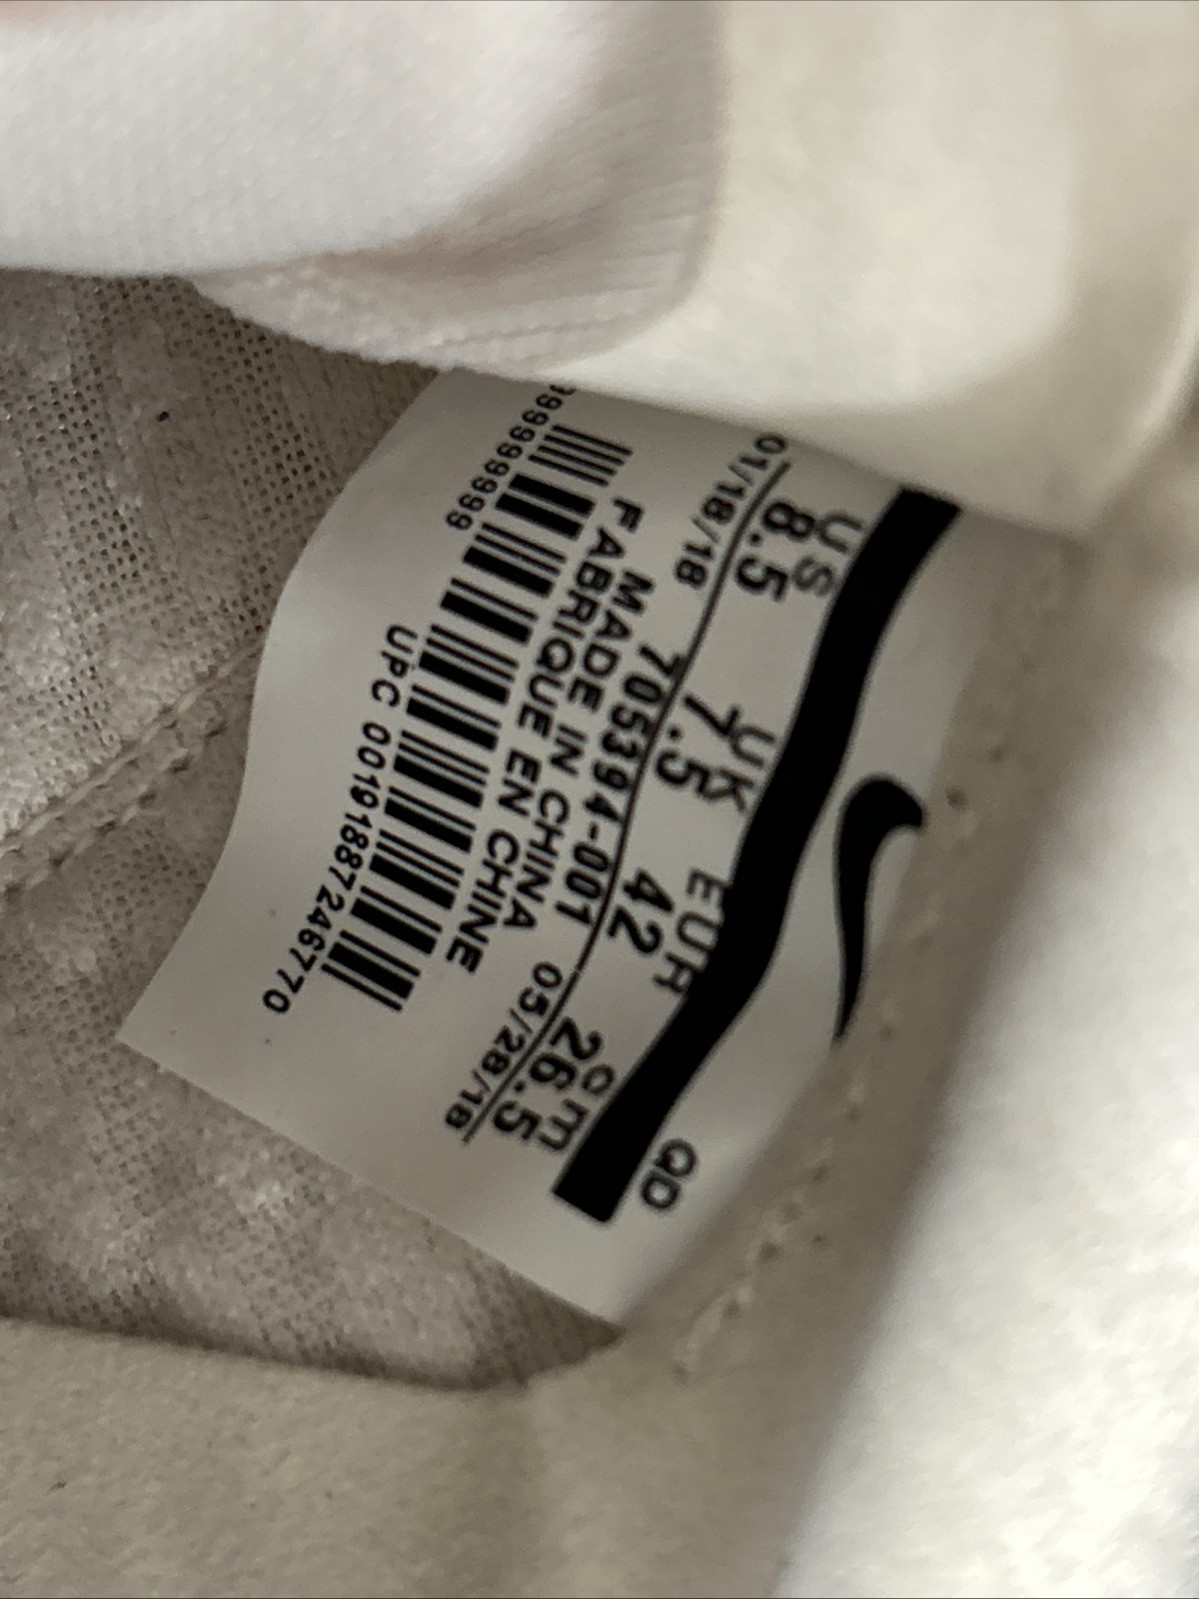 QD
US UK EUR cm
8.5 7.5 42 26.5
01/18/18 705394-001 05/28/18
MADE IN CHINA
FABRIQUE EN CHINE
9999999999
UPC 00191887246770